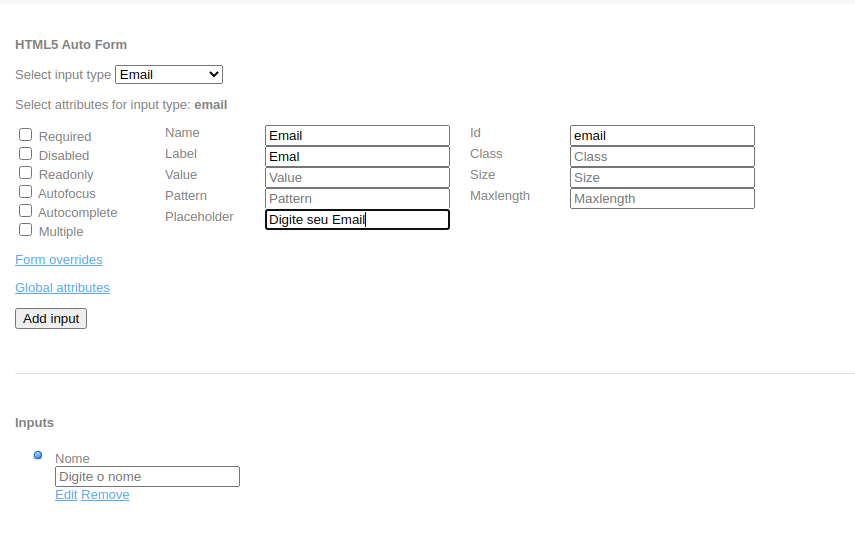 HTML5 Auto Form
Select input type Email
Select attributes for input type: email
Required
Disabled
Readonly
Autofocus
Autocomplete
Multiple
Name Email
Label Emal
Value Value
Pattern Pattern
Placeholder Digite seu Email
Id email
Class Class
Size Size
Maxlength Maxlength
Form overrides
Global attributes
Add input
Inputs
Nome
Digite o nome
Edit Remove